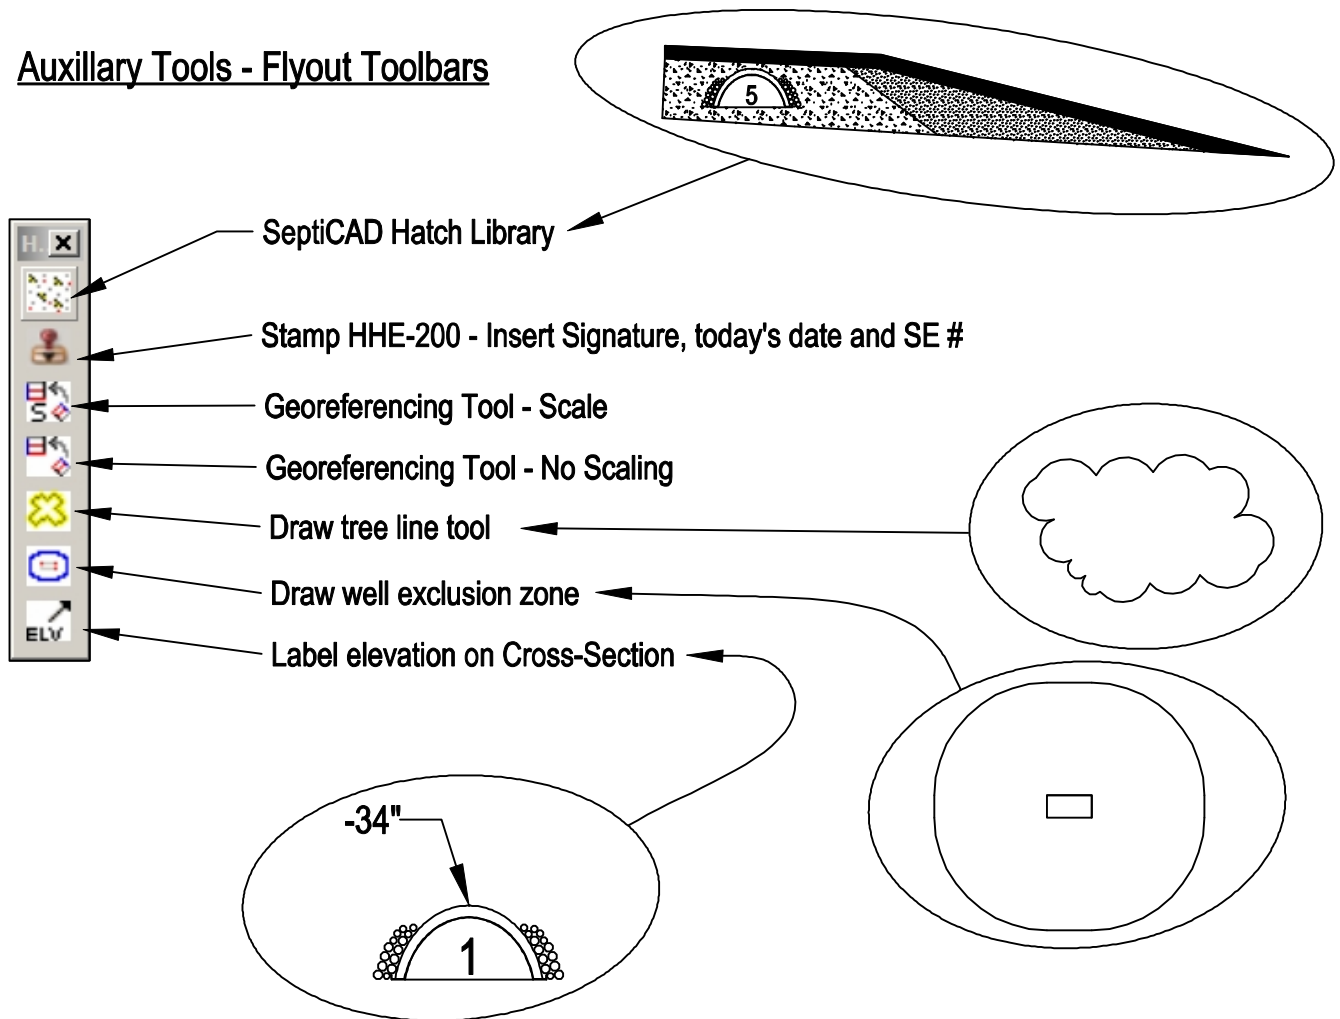 Auxillary Tools - Flyout Toolbars
5
H..
SeptiCAD Hatch Library
Stamp HHE-200 - Insert Signature, today's date and SE #
S
Georeferencing Tool - Scale
Georeferencing Tool - No Scaling
Draw tree line tool
Draw well exclusion zone
ELV
Label elevation on Cross-Section
-34"
1